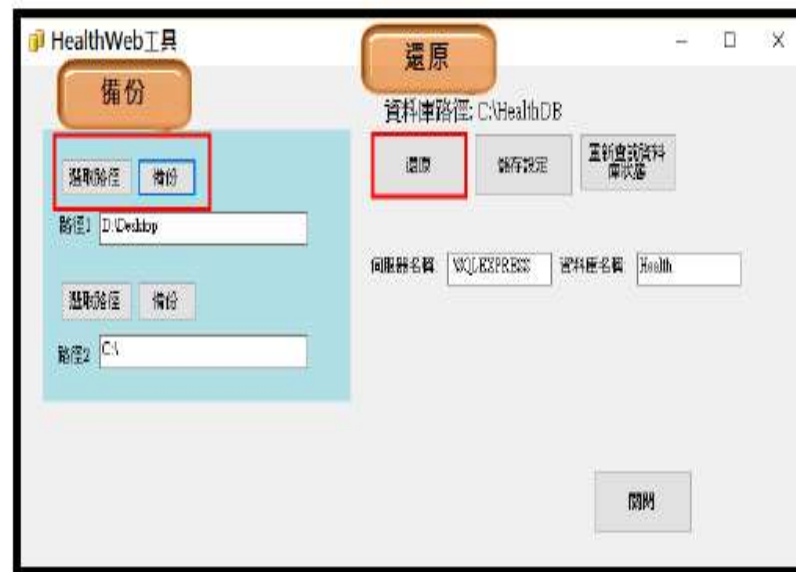 HealthWeb工具
備份
還原
資料庫路徑: C:\HealthDB
選取路徑
備份
還原
儲存設定
重新查詢資料
庫狀態
路徑1
D:\Desktop
伺服器名稱
.\SQLEXPRESS
資料庫名稱
Health
選取路徑
備份
路徑2
C:\
關閉